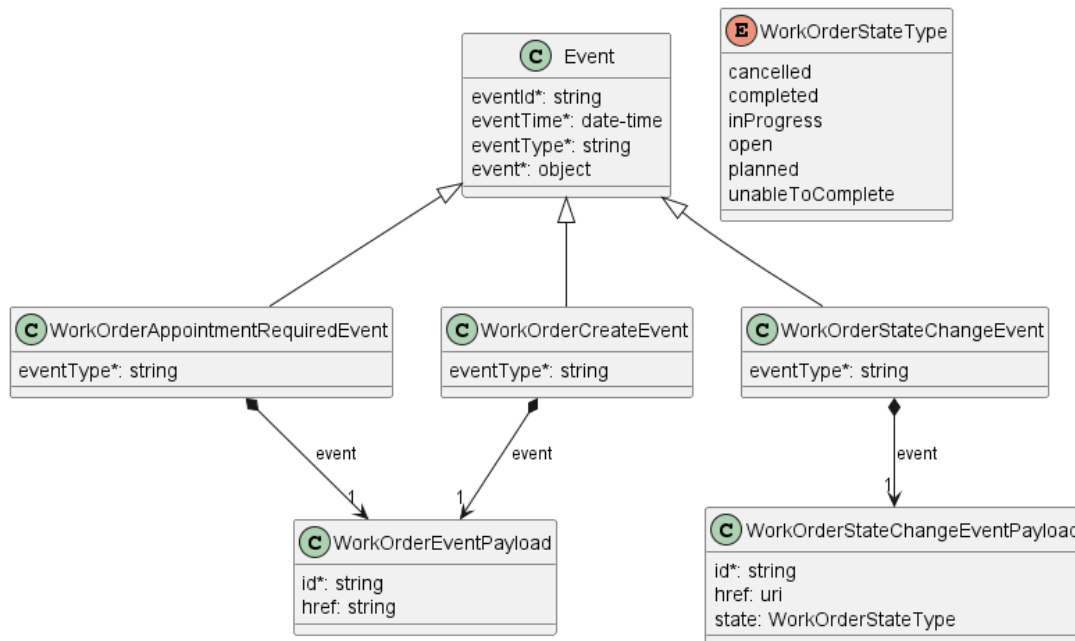 C Event
eventId*: string
eventTime*: date-time
eventType*: string
event*: object
E WorkOrderStateType
cancelled
completed
inProgress
open
planned
unableToComplete
C WorkOrderAppointmentRequiredEvent
eventType*: string
C WorkOrderCreateEvent
eventType*: string
C WorkOrderStateChangeEvent
eventType*: string
event
1
event
1
event
1
C WorkOrderEventPayload
id*: string
href: string
C WorkOrderStateChangeEventPayload
id*: string
href: uri
state: WorkOrderStateType